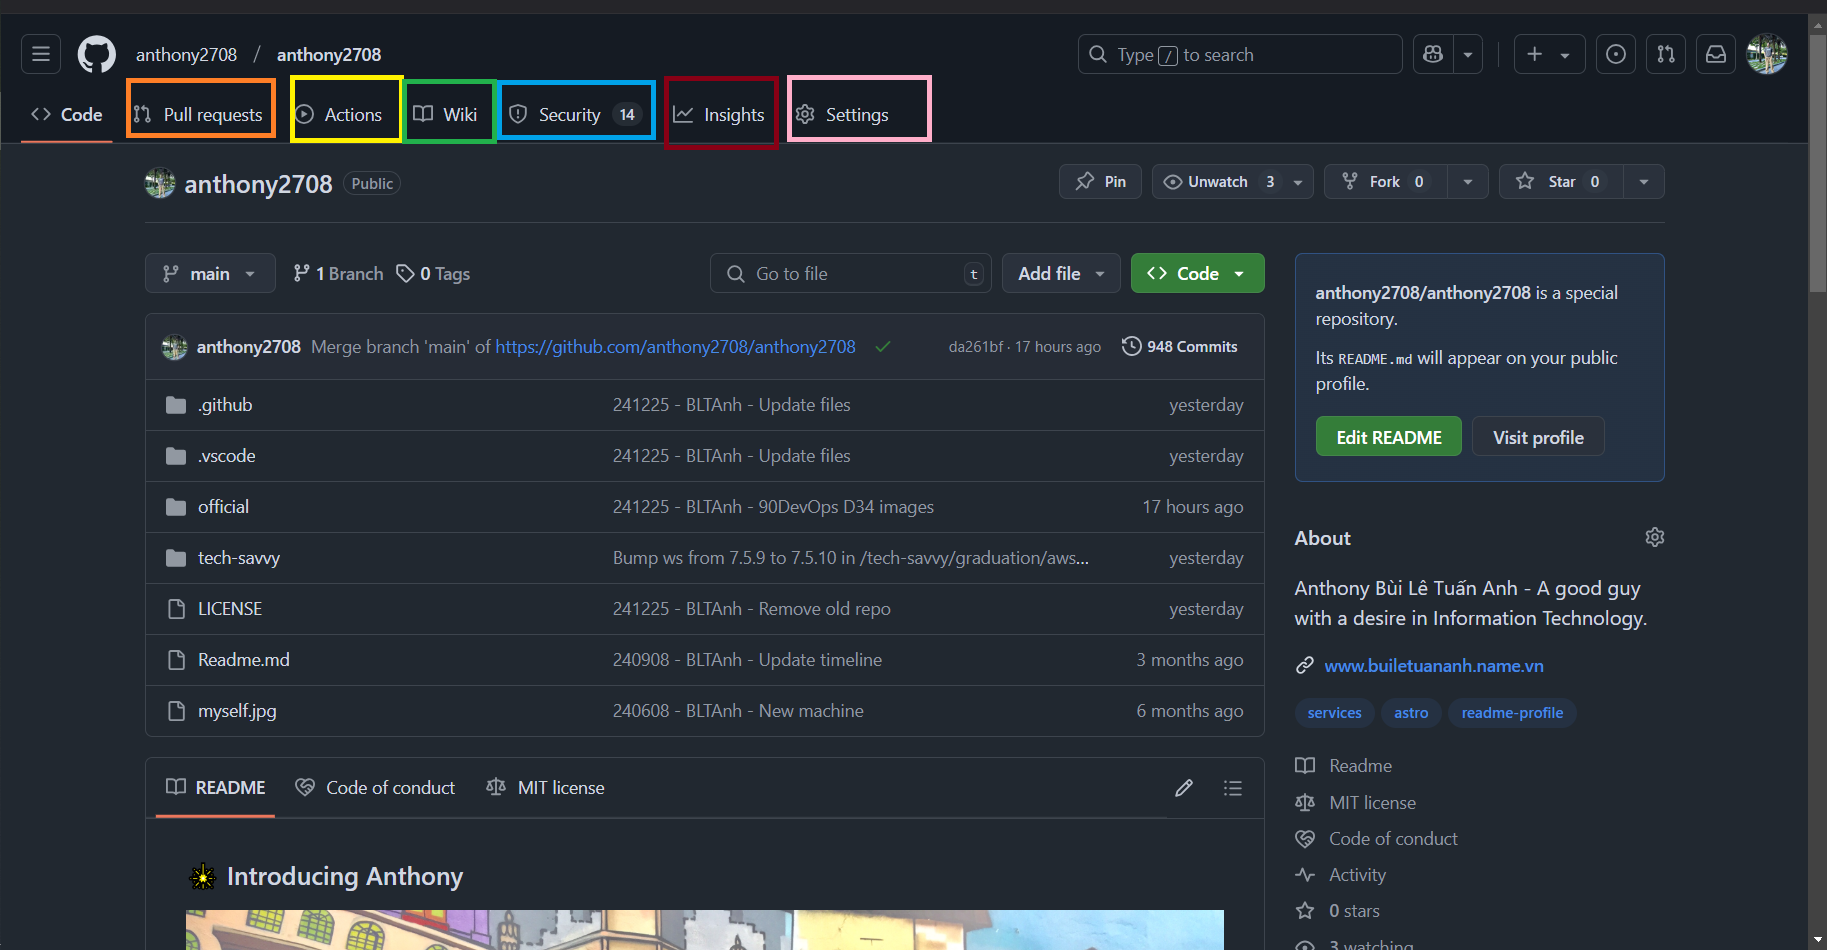 anthony2708 / anthony2708
Type / to search
Code Pull requests Actions Wiki Security 14 Insights Settings
anthony2708 Public
Pin Unwatch 3 Fork 0 Star 0
main 1 Branch 0 Tags Go to file t Add file Code
anthony2708 Merge branch 'main' of https://github.com/anthony2708/anthony2708 da261bf · 17 hours ago 948 Commits
.github 241225 - BLTAnh - Update files yesterday
.vscode 241225 - BLTAnh - Update files yesterday
official 241225 - BLTAnh - 90DevOps D34 images 17 hours ago
tech-savvy Bump ws from 7.5.9 to 7.5.10 in /tech-savvy/graduation/aws... yesterday
LICENSE 241225 - BLTAnh - Remove old repo yesterday
Readme.md 240908 - BLTAnh - Update timeline 3 months ago
myself.jpg 240608 - BLTAnh - New machine 6 months ago
README Code of conduct MIT license
Introducing Anthony
anthony2708/anthony2708 is a special
repository.
Its README.md will appear on your public
profile.
Edit README Visit profile
About
Anthony Bùi Lê Tuấn Anh - A good guy
with a desire in Information Technology.
www.builetuananh.name.vn
services astro readme-profile
Readme
MIT license
Code of conduct
Activity
0 stars
3 watching